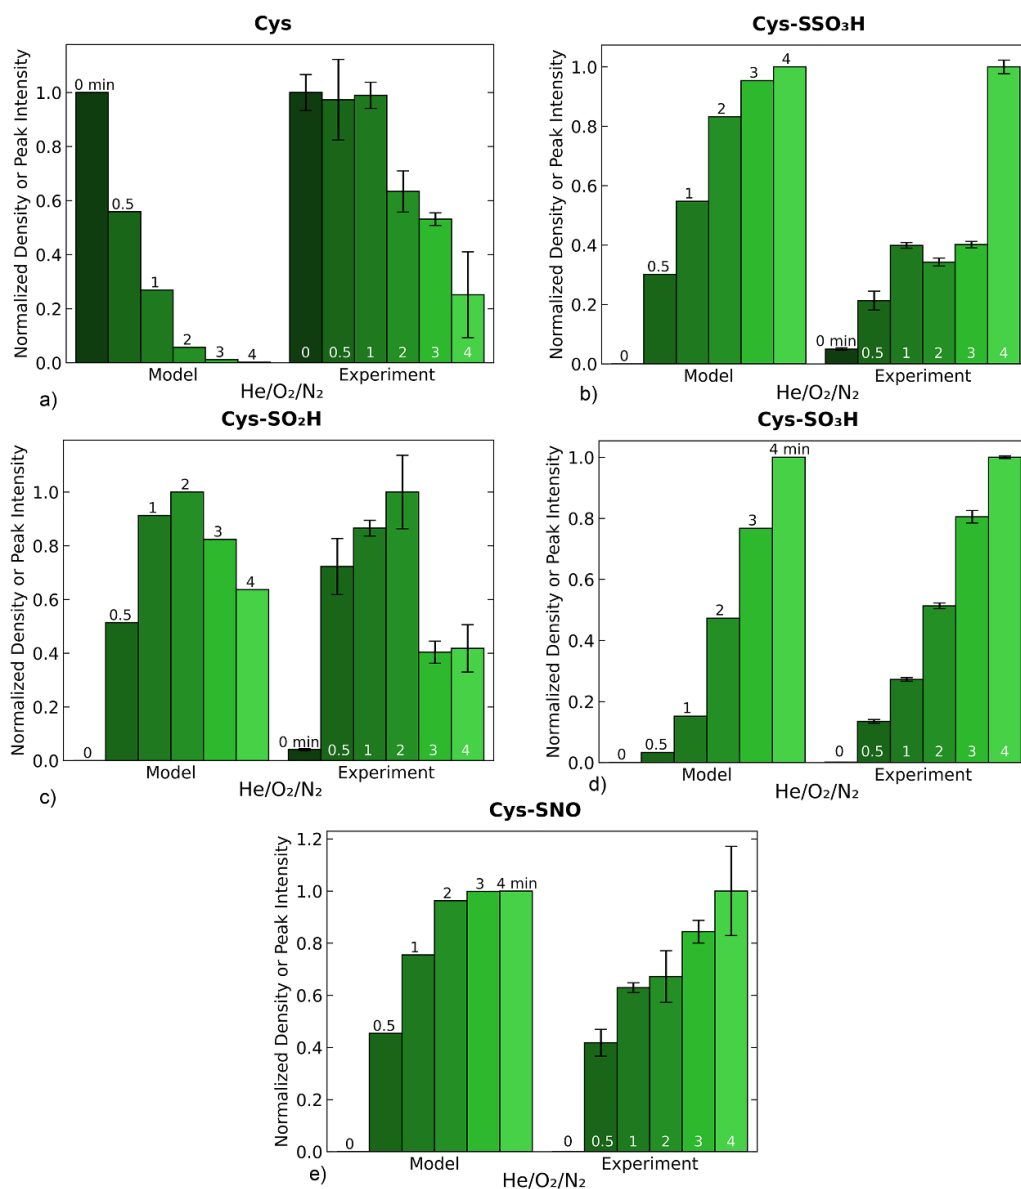 Cys
Normalized Density or Peak Intensity
1.0
0.8
0.6
0.4
0.2
0.0
0 min
0.5
1
2
3
4
0
0.5
1
2
3
4
Model
Experiment
He/O₂/N₂
a)
Cys-SSO₃H
Normalized Density or Peak Intensity
1.0
0.8
0.6
0.4
0.2
0.0
0
0.5
1
2
3
4
0 min
0.5
1
2
3
4
Model
Experiment
He/O₂/N₂
b)
Cys-SO₂H
Normalized Density or Peak Intensity
1.0
0.8
0.6
0.4
0.2
0.0
0
0.5
1
2
3
4
0 min
0.5
1
2
3
4
Model
Experiment
He/O₂/N₂
c)
Cys-SO₃H
Normalized Density or Peak Intensity
1.0
0.8
0.6
0.4
0.2
0.0
0
0.5
1
2
3
4 min
0
0.5
1
2
3
4
Model
Experiment
He/O₂/N₂
d)
Cys-SNO
Normalized Density or Peak Intensity
1.2
1.0
0.8
0.6
0.4
0.2
0.0
0
0.5
1
2
3
4 min
0
0.5
1
2
3
4
Model
Experiment
He/O₂/N₂
e)